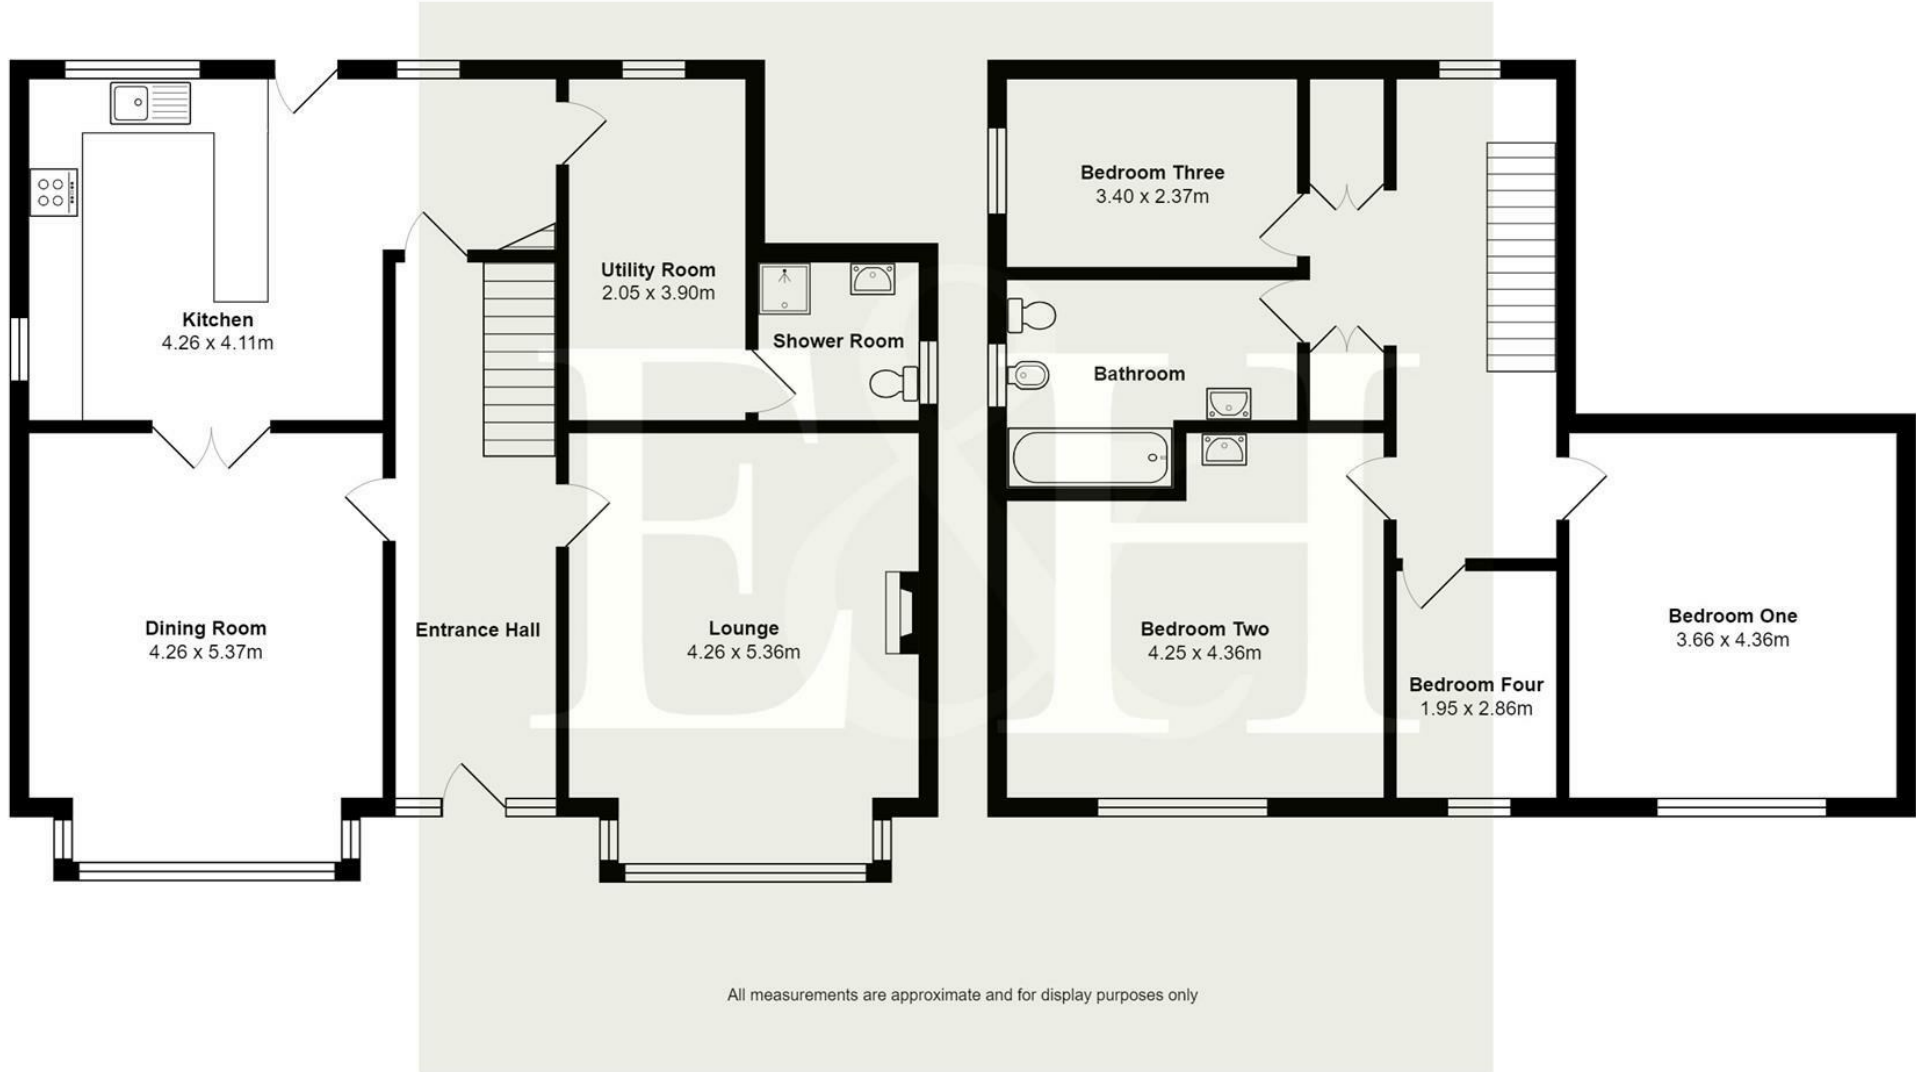 Kitchen
4.26 x 4.11m
Utility Room
2.05 x 3.90m
Shower Room
Dining Room
4.26 x 5.37m
Entrance Hall
Lounge
4.26 x 5.36m
Bedroom Three
3.40 x 2.37m
Bathroom
Bedroom Two
4.25 x 4.36m
Bedroom Four
1.95 x 2.86m
Bedroom One
3.66 x 4.36m
E&H
All measurements are approximate and for display purposes only